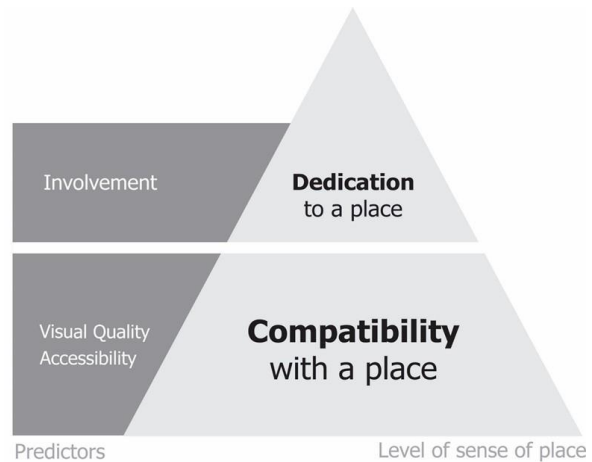 Involvement
Dedication
to a place
Visual Quality
Accessibility
Compatibility
with a place
Predictors
Level of sense of place